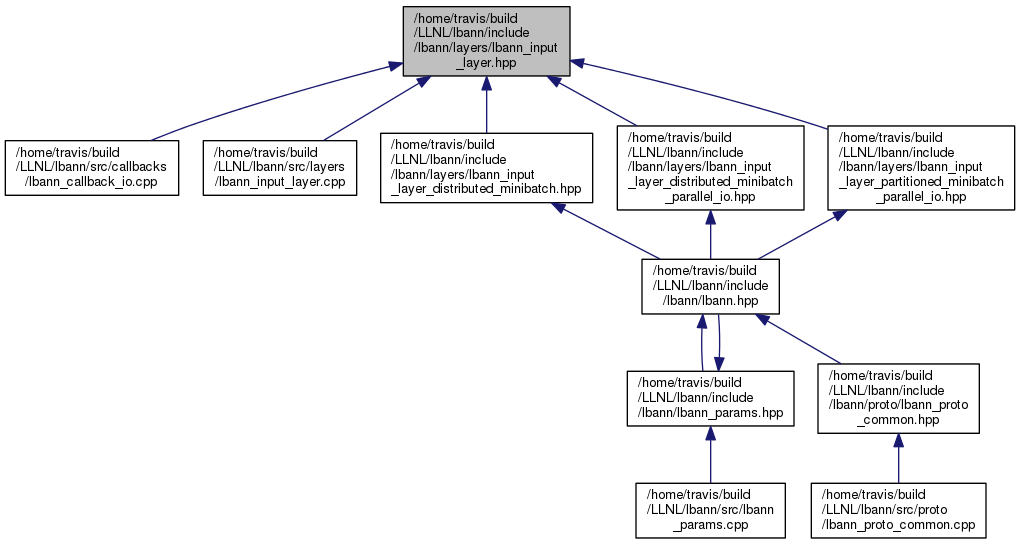 /home/travis/build
/LLNL/lbann/include
/lbann/layers/lbann_input
_layer.hpp
/home/travis/build
/LLNL/lbann/src/callbacks
/lbann_callback_io.cpp
/home/travis/build
/LLNL/lbann/src/layers
/lbann_input_layer.cpp
/home/travis/build
/LLNL/lbann/include
/lbann/layers/lbann_input
_layer_distributed_minibatch.hpp
/home/travis/build
/LLNL/lbann/include
/lbann/layers/lbann_input
_layer_distributed_minibatch
_parallel_io.hpp
/home/travis/build
/LLNL/lbann/include
/lbann/layers/lbann_input
_layer_partitioned_minibatch
_parallel_io.hpp
/home/travis/build
/LLNL/lbann/include
/lbann/lbann.hpp
/home/travis/build
/LLNL/lbann/include
/lbann/lbann_params.hpp
/home/travis/build
/LLNL/lbann/include
/lbann/proto/lbann_proto
_common.hpp
/home/travis/build
/LLNL/lbann/src/lbann
_params.cpp
/home/travis/build
/LLNL/lbann/src/proto
/lbann_proto_common.cpp